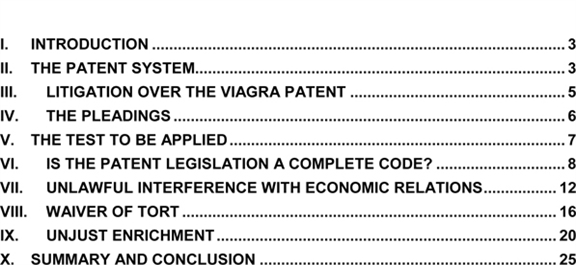 I. INTRODUCTION ........................................................................................... 3
II. THE PATENT SYSTEM.................................................................................... 3
III. LITIGATION OVER THE VIAGRA PATENT ................................................ 5
IV. THE PLEADINGS ......................................................................................... 6
V. THE TEST TO BE APPLIED............................................................................. 7
VI. IS THE PATENT LEGISLATION A COMPLETE CODE? ............................. 8
VII. UNLAWFUL INTERFERENCE WITH ECONOMIC RELATIONS................. 12
VIII. WAIVER OF TORT ...................................................................................... 16
IX. UNJUST ENRICHMENT............................................................................... 20
X. SUMMARY AND CONCLUSION ..................................................................... 25